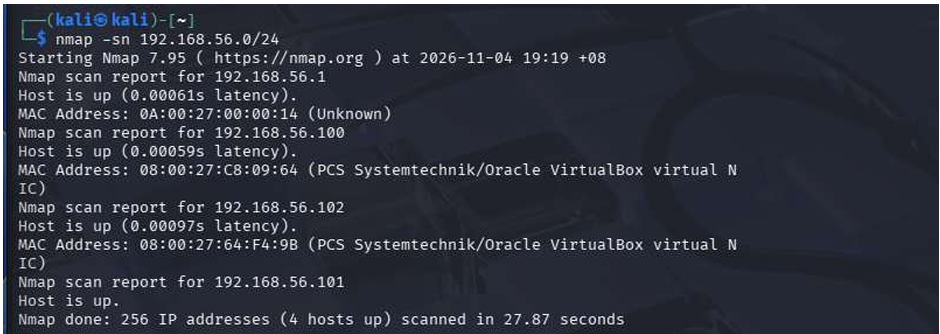 ┌──(kali㉿kali)-[~]
└─$ nmap -sn 192.168.56.0/24
Starting Nmap 7.95 ( https://nmap.org ) at 2026-11-04 19:19 +08
Nmap scan report for 192.168.56.1
Host is up (0.00061s latency).
MAC Address: 0A:00:27:00:00:14 (Unknown)
Nmap scan report for 192.168.56.100
Host is up (0.00059s latency).
MAC Address: 08:00:27:C8:09:64 (PCS Systemtechnik/Oracle VirtualBox virtual N
IC)
Nmap scan report for 192.168.56.102
Host is up (0.00097s latency).
MAC Address: 08:00:27:64:F4:9B (PCS Systemtechnik/Oracle VirtualBox virtual N
IC)
Nmap scan report for 192.168.56.101
Host is up.
Nmap done: 256 IP addresses (4 hosts up) scanned in 27.87 seconds